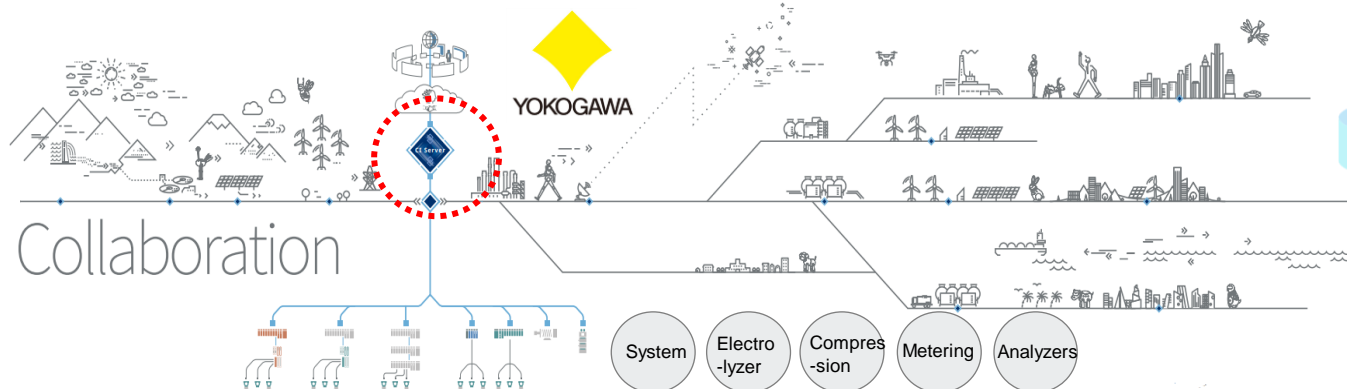 YOKOGAWA
CI Server
Collaboration
System
Electro
-lyzer
Compres
-sion
Metering
Analyzers